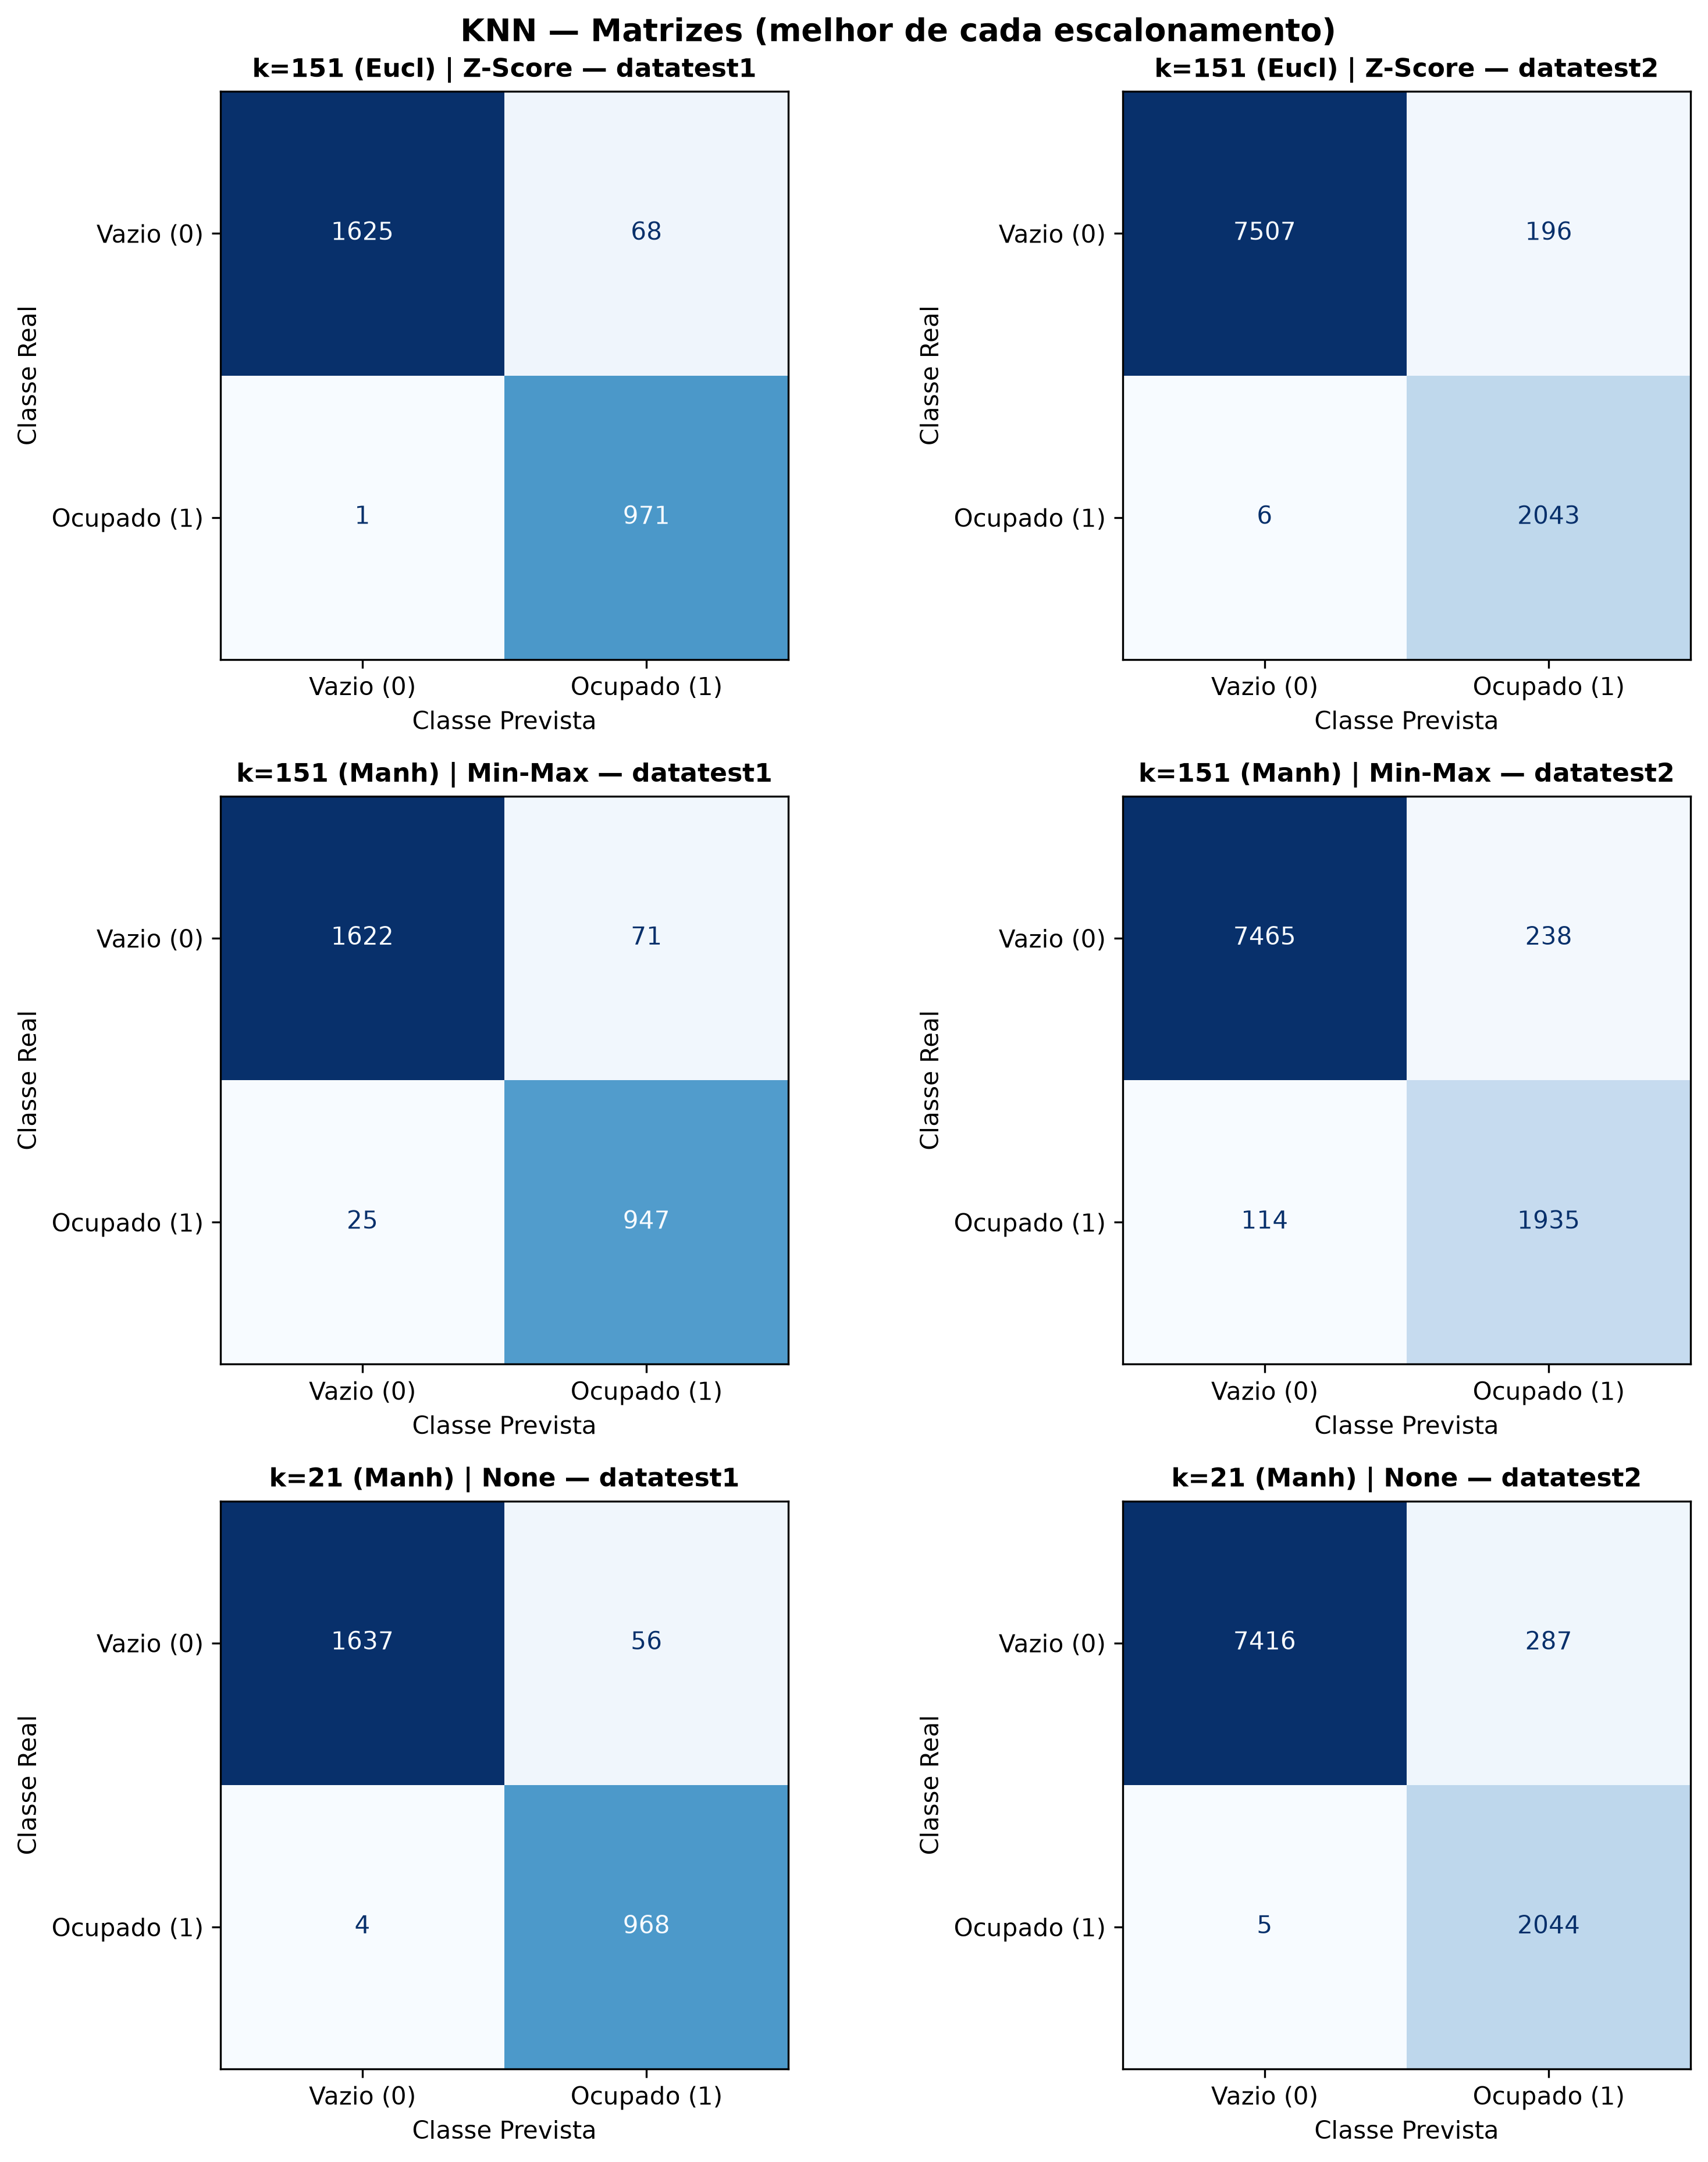 KNN — Matrizes (melhor de cada escalonamento)
k=151 (Eucl) | Z-Score — datatest1
Classe Real
Vazio (0)
1625
68
Ocupado (1)
1
971
Vazio (0)
Ocupado (1)
Classe Prevista
k=151 (Eucl) | Z-Score — datatest2
Classe Real
Vazio (0)
7507
196
Ocupado (1)
6
2043
Vazio (0)
Ocupado (1)
Classe Prevista
k=151 (Manh) | Min-Max — datatest1
Classe Real
Vazio (0)
1622
71
Ocupado (1)
25
947
Vazio (0)
Ocupado (1)
Classe Prevista
k=151 (Manh) | Min-Max — datatest2
Classe Real
Vazio (0)
7465
238
Ocupado (1)
114
1935
Vazio (0)
Ocupado (1)
Classe Prevista
k=21 (Manh) | None — datatest1
Classe Real
Vazio (0)
1637
56
Ocupado (1)
4
968
Vazio (0)
Ocupado (1)
Classe Prevista
k=21 (Manh) | None — datatest2
Classe Real
Vazio (0)
7416
287
Ocupado (1)
5
2044
Vazio (0)
Ocupado (1)
Classe Prevista